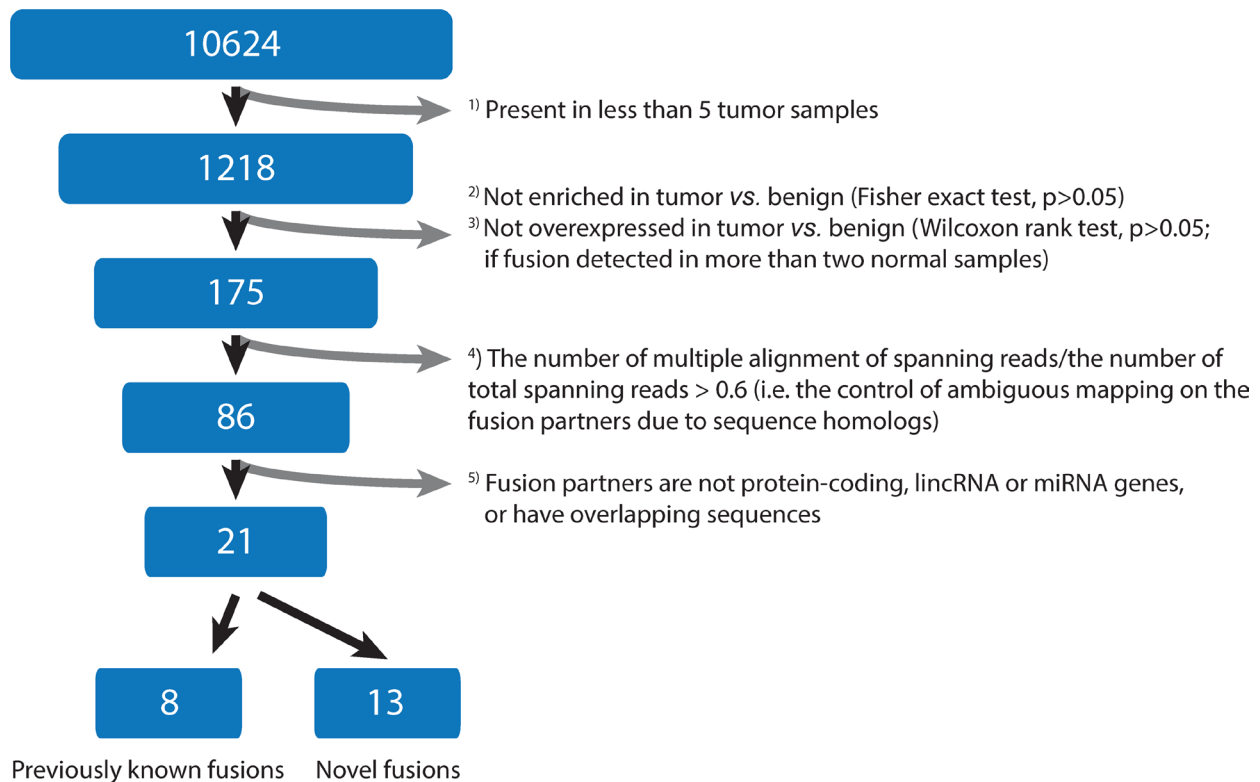 10624
1) Present in less than 5 tumor samples
1218
2) Not enriched in tumor vs. benign (Fisher exact test, p>0.05)
3) Not overexpressed in tumor vs. benign (Wilcoxon rank test, p>0.05;
if fusion detected in more than two normal samples)
175
4) The number of multiple alignment of spanning reads/the number of
total spanning reads > 0.6 (i.e. the control of ambiguous mapping on the
fusion partners due to sequence homologs)
86
5) Fusion partners are not protein-coding, lincRNA or miRNA genes,
or have overlapping sequences
21
8
13
Previously known fusions
Novel fusions